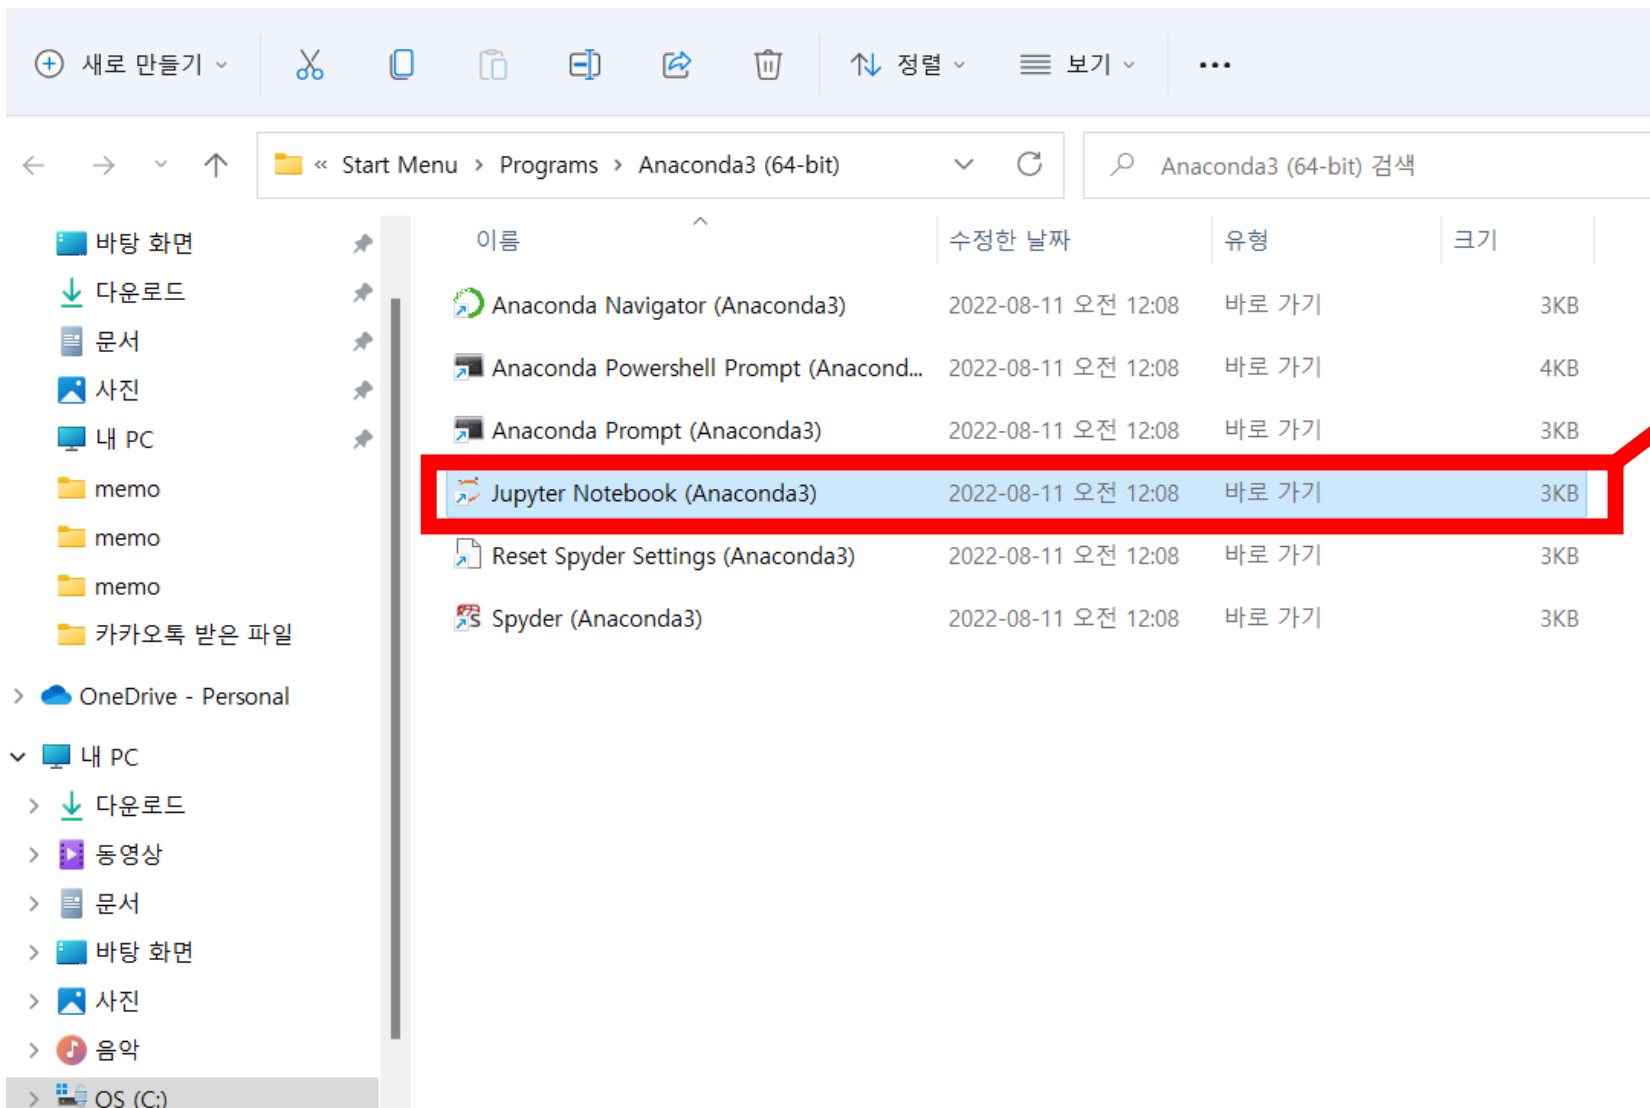 새로 만들기
정렬
보기
« Start Menu > Programs > Anaconda3 (64-bit)
Anaconda3 (64-bit) 검색
바탕 화면
다운로드
문서
사진
내 PC
memo
memo
memo
카카오톡 받은 파일
OneDrive - Personal
내 PC
다운로드
동영상
문서
바탕 화면
사진
음악
OS (C:)
이름 수정한 날짜 유형 크기
Anaconda Navigator (Anaconda3) 2022-08-11 오전 12:08 바로 가기 3KB
Anaconda Powershell Prompt (Anacond... 2022-08-11 오전 12:08 바로 가기 4KB
Anaconda Prompt (Anaconda3) 2022-08-11 오전 12:08 바로 가기 3KB
Jupyter Notebook (Anaconda3) 2022-08-11 오전 12:08 바로 가기 3KB
Reset Spyder Settings (Anaconda3) 2022-08-11 오전 12:08 바로 가기 3KB
Spyder (Anaconda3) 2022-08-11 오전 12:08 바로 가기 3KB